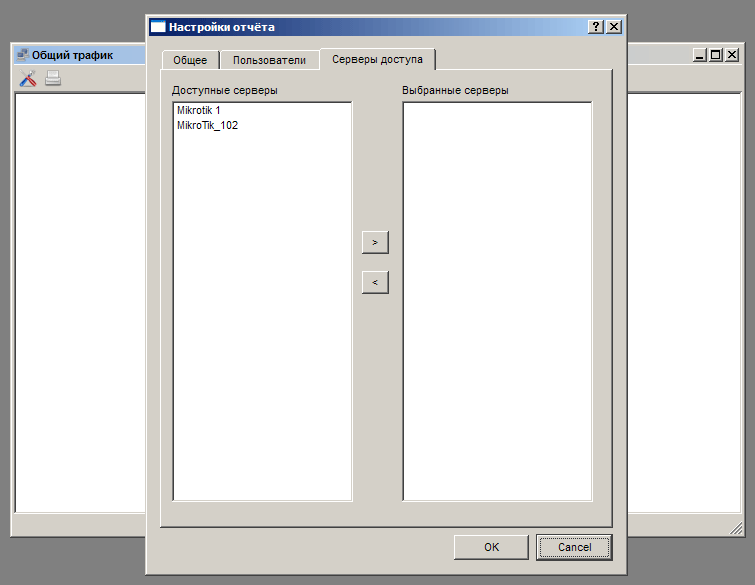 Настройки отчёта
Общий трафик
Общее
Пользователи
Серверы доступа
Доступные серверы
Выбранные серверы
Mikrotik 1
MikroTik_102
>
<
OK
Cancel